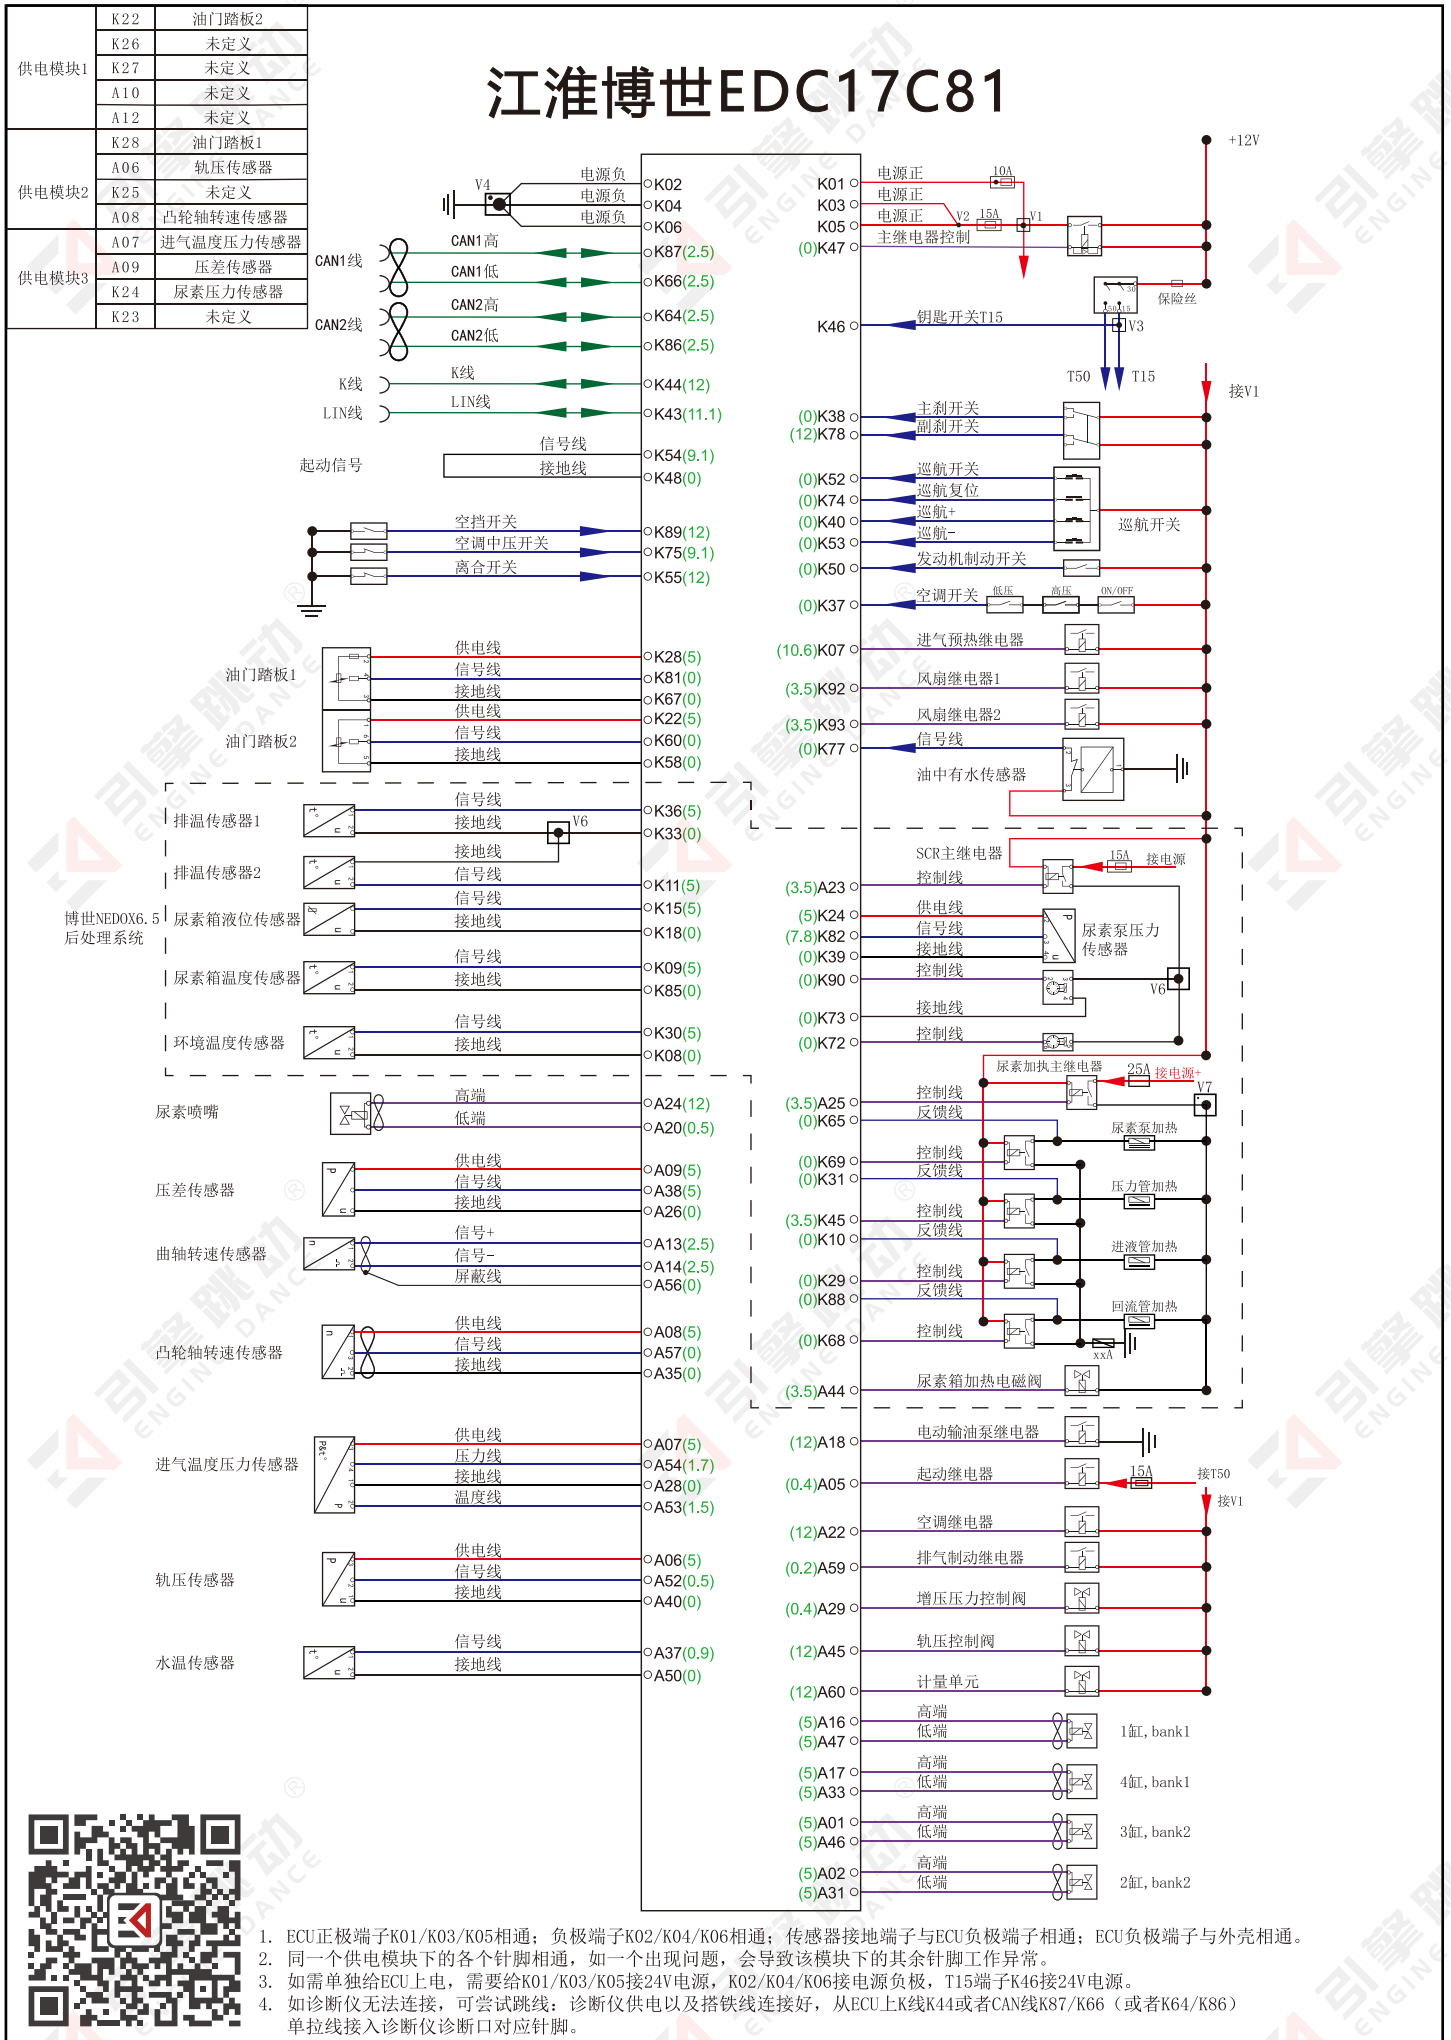 江淮博世EDC17C81
供电模块1
K22 油门踏板2
K26 未定义
K27 未定义
A10 未定义
A12 未定义
供电模块2
K28 油门踏板1
A06 轨压传感器
K25 未定义
A08 凸轮轴转速传感器
供电模块3
A07 进气温度压力传感器
A09 压差传感器
K24 尿素压力传感器
K23 未定义
V4
电源负 K02
电源负 K04
电源负 K06
CAN1线
CAN1高 K87(2.5)
CAN1低 K66(2.5)
CAN2线
CAN2高 K64(2.5)
CAN2低 K86(2.5)
K线 K线 K44(12)
LIN线 LIN线 K43(11.1)
起动信号
信号线 K54(9.1)
接地线 K48(0)
空挡开关 K89(12)
空调中压开关 K75(9.1)
离合开关 K55(12)
油门踏板1
供电线 K28(5)
信号线 K81(0)
接地线 K67(0)
油门踏板2
供电线 K22(5)
信号线 K60(0)
接地线 K58(0)
博世NEDOX6.5
后处理系统
排温传感器1
信号线 K36(5)
接地线 V6 K33(0)
排温传感器2
接地线
信号线 K11(5)
尿素箱液位传感器
信号线 K15(5)
接地线 K18(0)
尿素箱温度传感器
信号线 K09(5)
接地线 K85(0)
环境温度传感器
信号线 K30(5)
接地线 K08(0)
尿素喷嘴
高端 A24(12)
低端 A20(0.5)
压差传感器
供电线 A09(5)
信号线 A38(5)
接地线 A26(0)
曲轴转速传感器
信号+ A13(2.5)
信号- A14(2.5)
屏蔽线 A56(0)
凸轮轴转速传感器
供电线 A08(5)
信号线 A57(0)
接地线 A35(0)
进气温度压力传感器
供电线 A07(5)
压力线 A54(1.7)
接地线 A28(0)
温度线 A53(1.5)
轨压传感器
供电线 A06(5)
信号线 A52(0.5)
接地线 A40(0)
水温传感器
信号线 A37(0.9)
接地线 A50(0)
+12V
K01 电源正 10A
K03 电源正
K05 电源正 V2 15A V1
(0)K47 主继电器控制
30
50 15
保险丝
K46 钥匙开关T15 V3
T50 T15
接V1
(0)K38 主刹开关
(12)K78 副刹开关
(0)K52 巡航开关
(0)K74 巡航复位
(0)K40 巡航+
(0)K53 巡航-
巡航开关
(0)K50 发动机制动开关
(0)K37 空调开关 低压 高压 ON/OFF
(10.6)K07 进气预热继电器
(3.5)K92 风扇继电器1
(3.5)K93 风扇继电器2
(0)K77 信号线
油中有水传感器
SCR主继电器 15A 接电源
(3.5)A23 控制线
(5)K24 供电线
(7.8)K82 信号线
(0)K39 接地线
尿素泵压力
传感器
(0)K90 控制线 V6
(0)K73 接地线
(0)K72 控制线
尿素加执主继电器 25A 接电源+
V7
(3.5)A25 控制线
(0)K65 反馈线
尿素泵加热
(0)K69 控制线
(0)K31 反馈线
压力管加热
(3.5)K45 控制线
(0)K10 反馈线
进液管加热
(0)K29 控制线
(0)K88 反馈线
回流管加热
(0)K68 控制线 xxA
(3.5)A44 尿素箱加热电磁阀
(12)A18 电动输油泵继电器
(0.4)A05 起动继电器 15A 接T50
接V1
(12)A22 空调继电器
(0.2)A59 排气制动继电器
(0.4)A29 增压压力控制阀
(12)A45 轨压控制阀
(12)A60 计量单元
(5)A16 高端
(5)A47 低端
1缸,bank1
(5)A17 高端
(5)A33 低端
4缸,bank1
(5)A01 高端
(5)A46 低端
3缸,bank2
(5)A02 高端
(5)A31 低端
2缸,bank2
1. ECU正极端子K01/K03/K05相通；负极端子K02/K04/K06相通；传感器接地端子与ECU负极端子相通；ECU负极端子与外壳相通。
2. 同一个供电模块下的各个针脚相通，如一个出现问题，会导致该模块下的其余针脚工作异常。
3. 如需单独给ECU上电，需要给K01/K03/K05接24V电源，K02/K04/K06接电源负极，T15端子K46接24V电源。
4. 如诊断仪无法连接，可尝试跳线：诊断仪供电以及搭铁线连接好，从ECU上K线K44或者CAN线K87/K66（或者K64/K86）
单拉线接入诊断仪诊断口对应针脚。